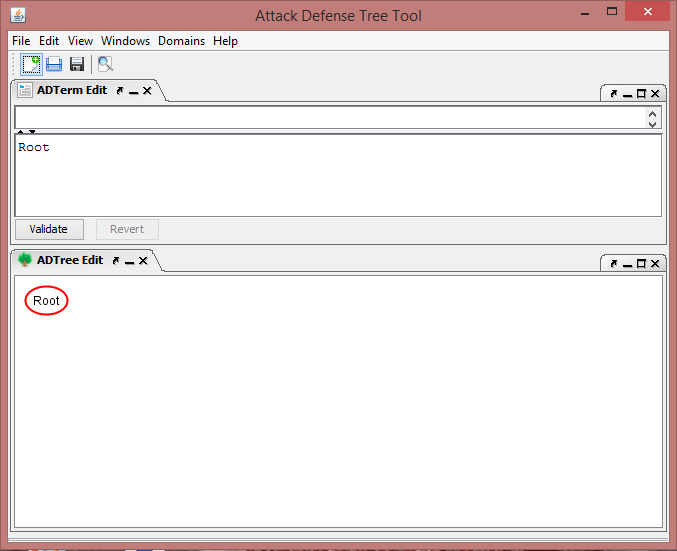 Attack Defense Tree Tool
File Edit View Windows Domains Help
ADTerm Edit
Root
Validate Revert
ADTree Edit
Root